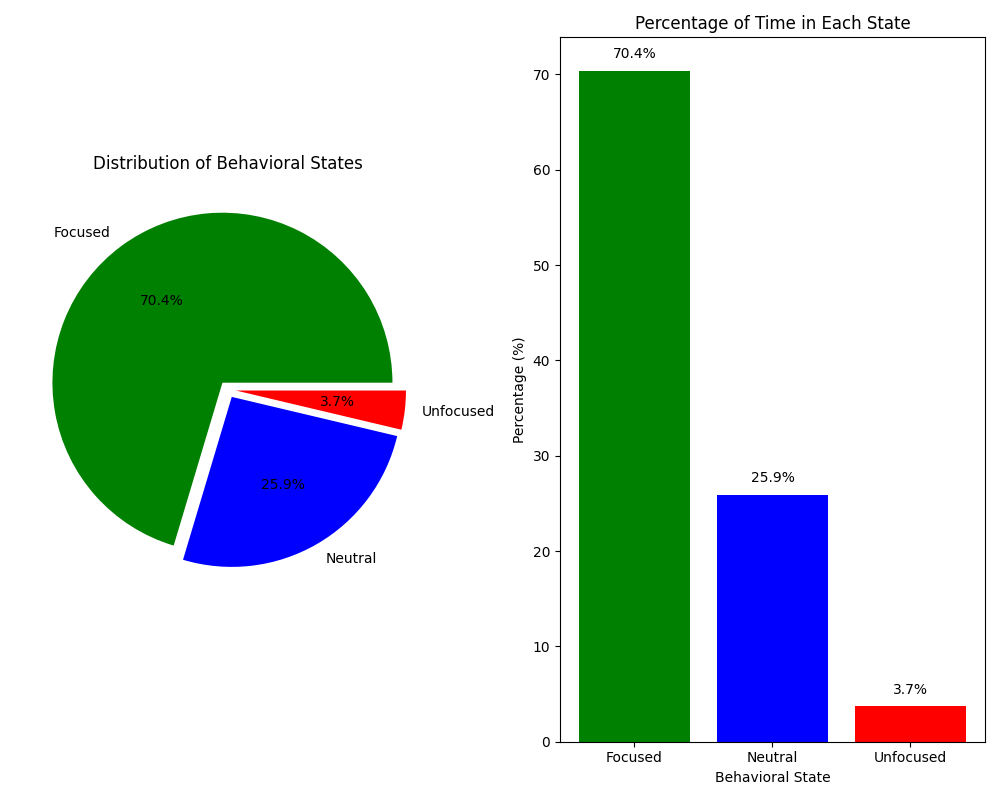 Distribution of Behavioral States
Focused
70.4%
3.7%
Unfocused
25.9%
Neutral
Percentage of Time in Each State
70.4%
25.9%
3.7%
70
60
50
40
30
20
10
0
Percentage (%)
Focused Neutral Unfocused
Behavioral State